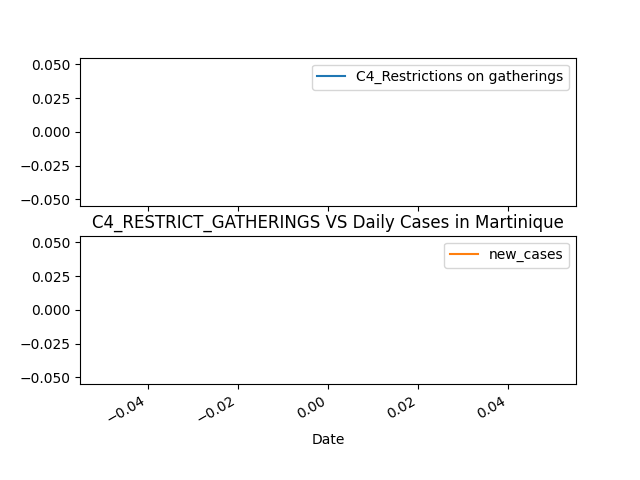 C4_Restrictions on gatherings
0.050
0.025
0.000
−0.025
−0.050
C4_RESTRICT_GATHERINGS VS Daily Cases in Martinique
new_cases
0.050
0.025
0.000
−0.025
−0.050
−0.04 −0.02 0.00 0.02 0.04
Date